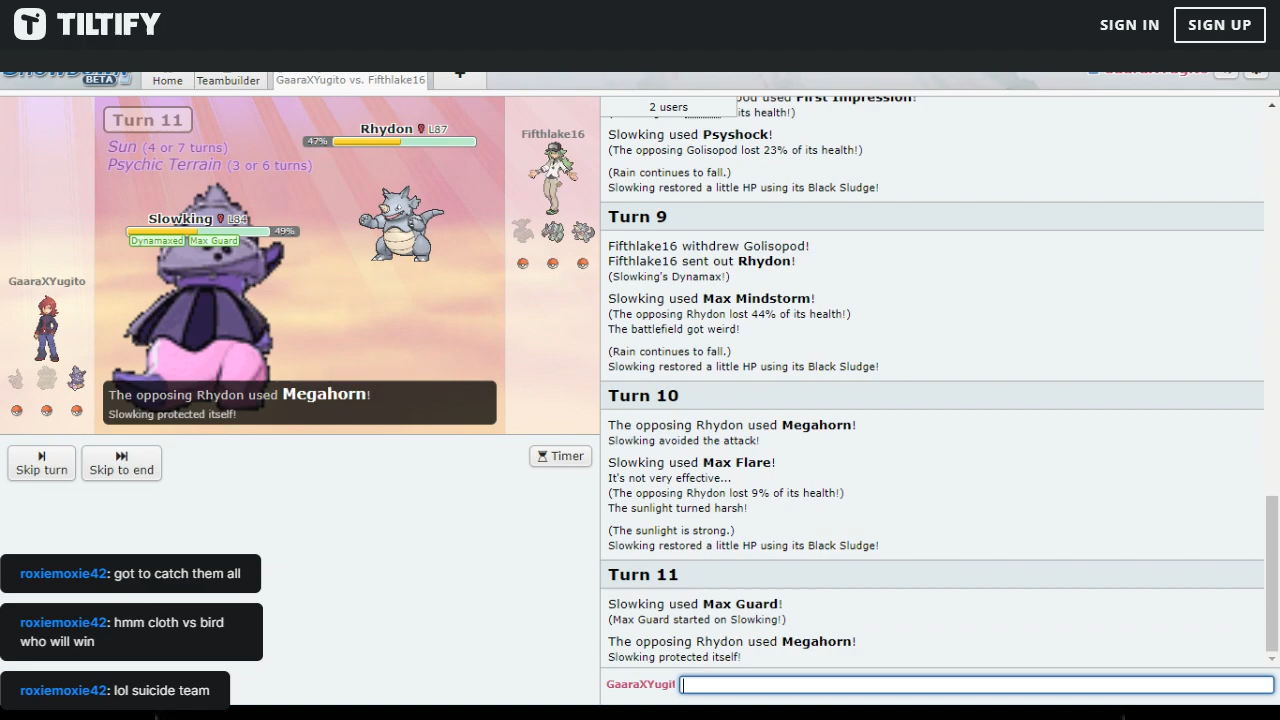 TILTIFY
SIGN IN
SIGN UP
BETA
Home
Teambuilder
GaaraXYugito vs. Fifthlake16
+
Turn 11
Sun (4 or 7 turns)
Psychic Terrain (3 or 6 turns)
Rhydon L87
47%
Slowking L84
49%
Dynamaxed
Max Guard
GaaraXYugito
Fifthlake16
The opposing Rhydon used Megahorn!
Slowking protected itself!
Skip turn
Skip to end
Timer
roxiemoxie42: got to catch them all
roxiemoxie42: hmm cloth vs bird
who will win
roxiemoxie42: lol suicide team
2 users
used First Impression!
its health!)
Slowking used Psyshock!
(The opposing Golisopod lost 23% of its health!)
(Rain continues to fall.)
Slowking restored a little HP using its Black Sludge!
Turn 9
Fifthlake16 withdrew Golisopod!
Fifthlake16 sent out Rhydon!
(Slowking's Dynamax!)
Slowking used Max Mindstorm!
(The opposing Rhydon lost 44% of its health!)
The battlefield got weird!
(Rain continues to fall.)
Slowking restored a little HP using its Black Sludge!
Turn 10
The opposing Rhydon used Megahorn!
Slowking avoided the attack!
Slowking used Max Flare!
It's not very effective...
(The opposing Rhydon lost 9% of its health!)
The sunlight turned harsh!
(The sunlight is strong.)
Slowking restored a little HP using its Black Sludge!
Turn 11
Slowking used Max Guard!
(Max Guard started on Slowking!)
The opposing Rhydon used Megahorn!
Slowking protected itself!
GaaraXYugit